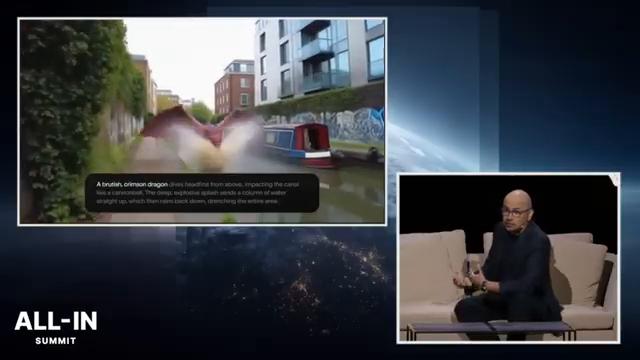 A brutish, crimson dragon dives headfirst from above, impacting the canal
like a cannonball. The deep, explosive splash sends a column of water
straight up, which then rains back down, drenching the entire area.
ALL-IN
SUMMIT